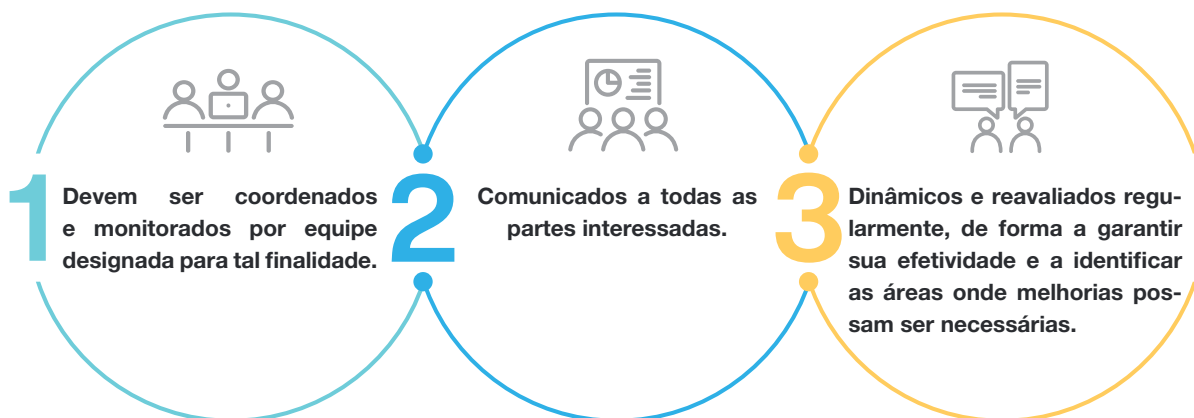 1
Devem ser coordenados
e monitorados por equipe
designada para tal finalidade.
2
Comunicados a todas as
partes interessadas.
3
Dinâmicos e reavaliados regu-
larmente, de forma a garantir
sua efetividade e a identificar
as áreas onde melhorias pos-
sam ser necessárias.